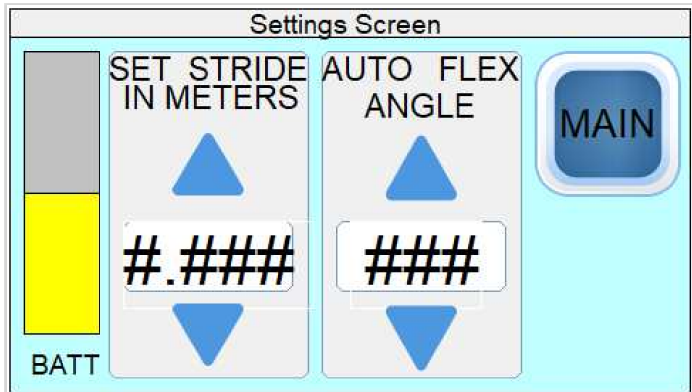 Settings Screen
SET STRIDE
IN METERS
#.###
AUTO FLEX
ANGLE
###
MAIN
BATT